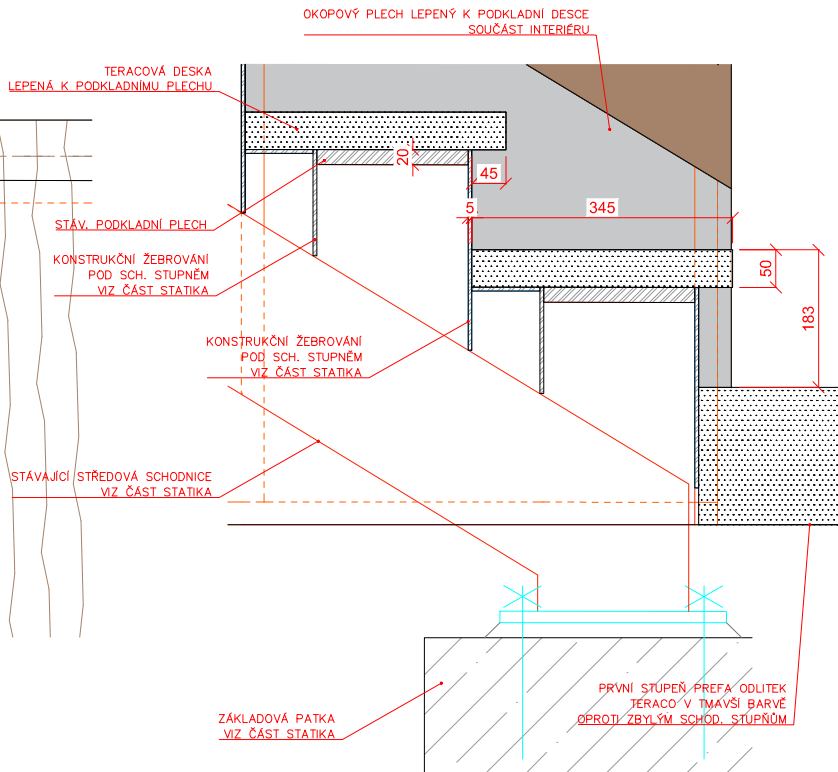 OKOPOVÝ PLECH LEPENÝ K PODKLADNÍ DESCE
SOUČÁST INTERIÉRU
TERACOVÁ DESKA
LEPENÁ K PODKLADNÍMU PLECHU
20
45
5
345
STÁV. PODKLADNÍ PLECH
KONSTRUKČNÍ ŽEBROVÁNÍ
POD SCH. STUPNĚM
VIZ ČÁST STATIKA
50
183
KONSTRUKČNÍ ŽEBROVÁNÍ
POD SCH. STUPNĚM
VIZ ČÁST STATIKA
STÁVAJÍCÍ STŘEDOVÁ SCHODNICE
VIZ ČÁST STATIKA
PRVNÍ STUPEŇ PREFA ODLITEK
TERACO V TMAVŠÍ BARVĚ
OPROTI ZBYLÝM SCHOD. STUPŇŮM
ZÁKLADOVÁ PATKA
VIZ ČÁST STATIKA